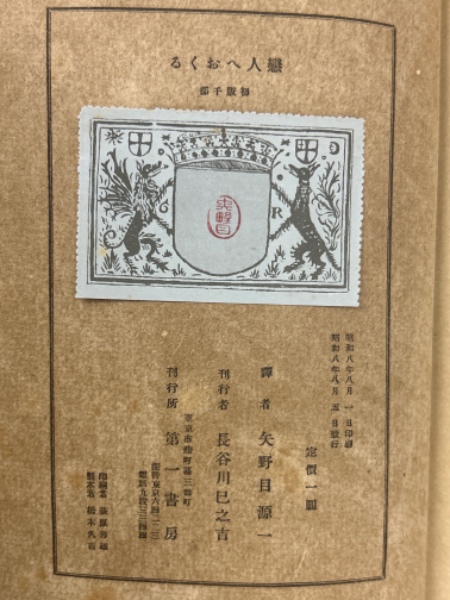 戀人へおくる
初版千部
R
矢野目
昭和八年八月一日印刷
昭和八年八月五日發行
定價一圓
譯者 矢野目源一
刊行者 長谷川巳之吉
東京市麴町區三番町
刊行所 第一書房